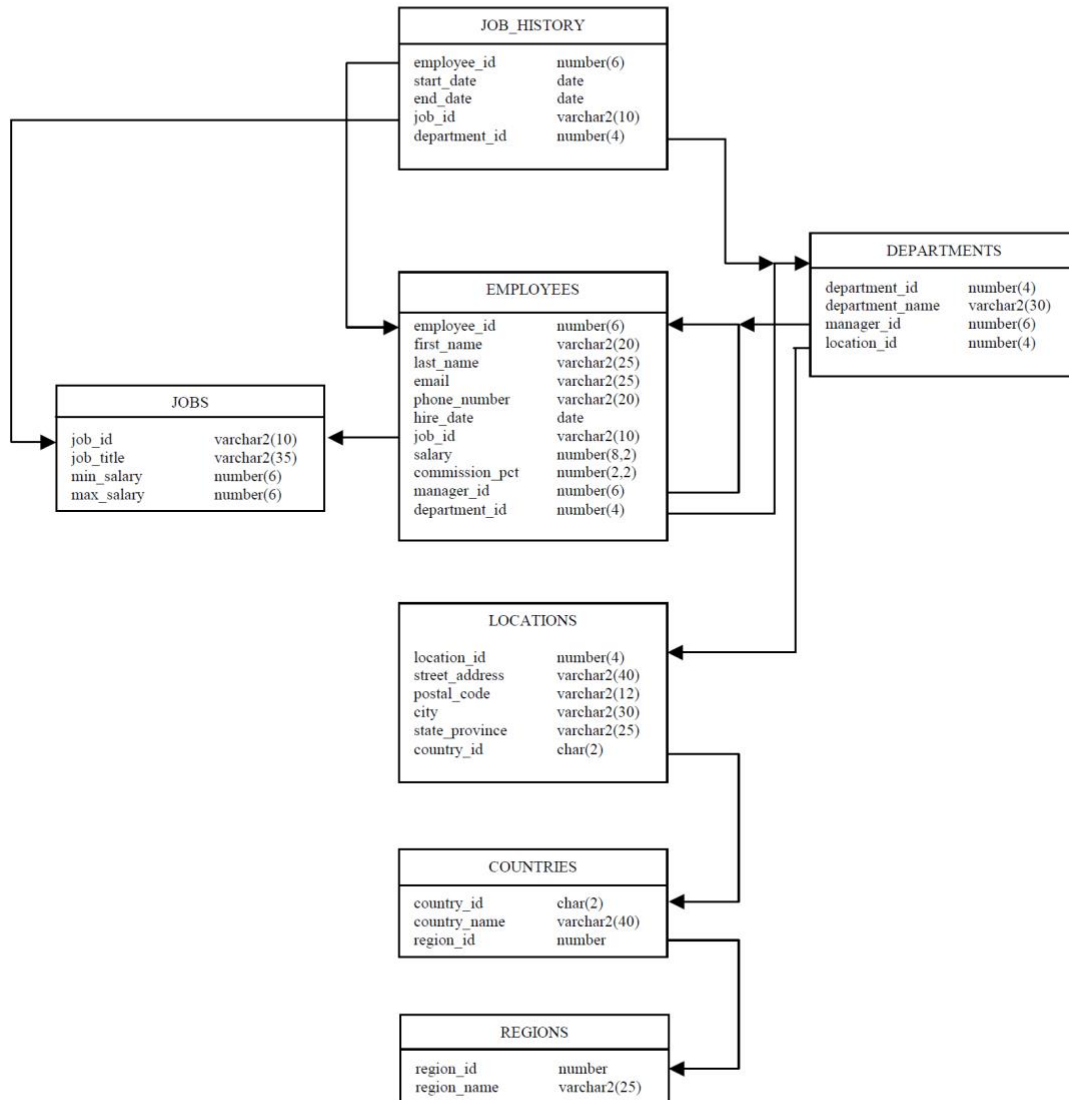 JOB_HISTORY
employee_id number(6)
start_date date
end_date date
job_id varchar2(10)
department_id number(4)
DEPARTMENTS
department_id number(4)
department_name varchar2(30)
manager_id number(6)
location_id number(4)
EMPLOYEES
employee_id number(6)
first_name varchar2(20)
last_name varchar2(25)
email varchar2(25)
phone_number varchar2(20)
hire_date date
job_id varchar2(10)
salary number(8,2)
commission_pct number(2,2)
manager_id number(6)
department_id number(4)
JOBS
job_id varchar2(10)
job_title varchar2(35)
min_salary number(6)
max_salary number(6)
LOCATIONS
location_id number(4)
street_address varchar2(40)
postal_code varchar2(12)
city varchar2(30)
state_province varchar2(25)
country_id char(2)
COUNTRIES
country_id char(2)
country_name varchar2(40)
region_id number
REGIONS
region_id number
region_name varchar2(25)